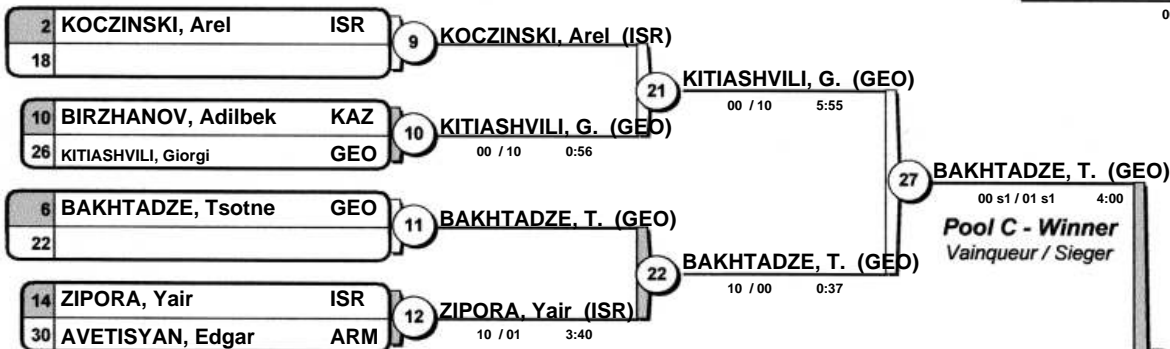 2 KOCZINSKI, Arel ISR
18
9
KOCZINSKI, Arel (ISR)
10 BIRZHANOV, Adilbek KAZ
26 KITIASHVILI, Giorgi GEO
10
KITIASHVILI, G. (GEO)
00 / 10 0:56
21
KITIASHVILI, G. (GEO)
00 / 10 5:55
6 BAKHTADZE, Tsotne GEO
22
11
BAKHTADZE, T. (GEO)
14 ZIPORA, Yair ISR
30 AVETISYAN, Edgar ARM
12
ZIPORA, Yair (ISR)
10 / 01 3:40
22
BAKHTADZE, T. (GEO)
10 / 00 0:37
27
BAKHTADZE, T. (GEO)
00 s1 / 01 s1 4:00
Pool C - Winner
Vainqueur / Sieger